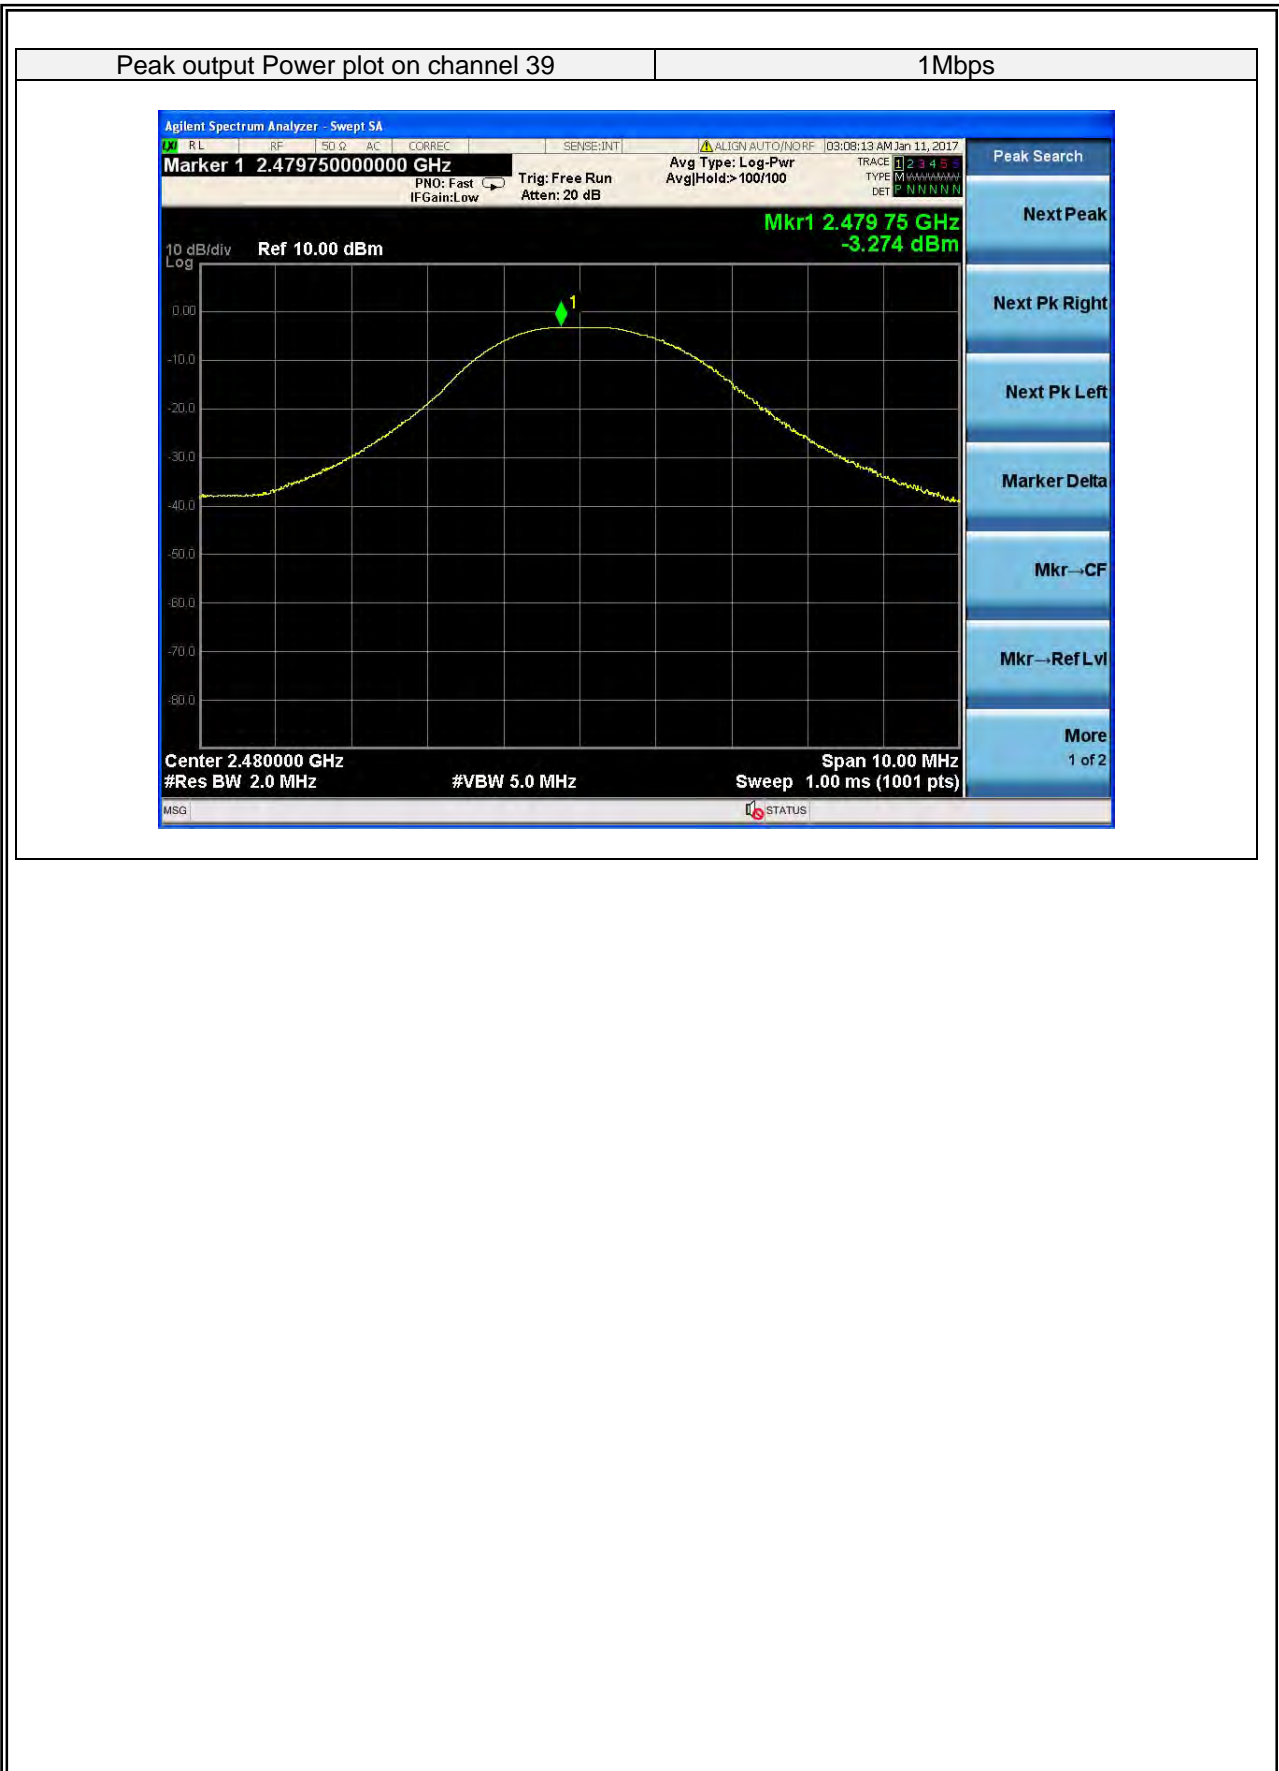 Peak output Power plot on channel 39 1Mbps
Agilent Spectrum Analyzer - Swept SA
LXI RL RF 50 Ω AC CORREC SENSE:INT ALIGN AUTO/NO RF 03:08:13 AM Jan 11, 2017
Marker 1 2.479750000000 GHz Avg Type: Log-Pwr TRACE 1 2 3 4 5 6
PNO: Fast Trig: Free Run Avg|Hold:>100/100 TYPE M
IFGain:Low Atten: 20 dB DET P N N N N N
Peak Search
Mkr1 2.479 75 GHz
-3.274 dBm
10 dB/div Ref 10.00 dBm
Log
1
0.00
-10.0
-20.0
-30.0
-40.0
-50.0
-60.0
-70.0
-80.0
Center 2.480000 GHz Span 10.00 MHz
#Res BW 2.0 MHz #VBW 5.0 MHz Sweep 1.00 ms (1001 pts)
MSG STATUS
Next Peak
Next Pk Right
Next Pk Left
Marker Delta
Mkr→CF
Mkr→Ref Lvl
More
1 of 2